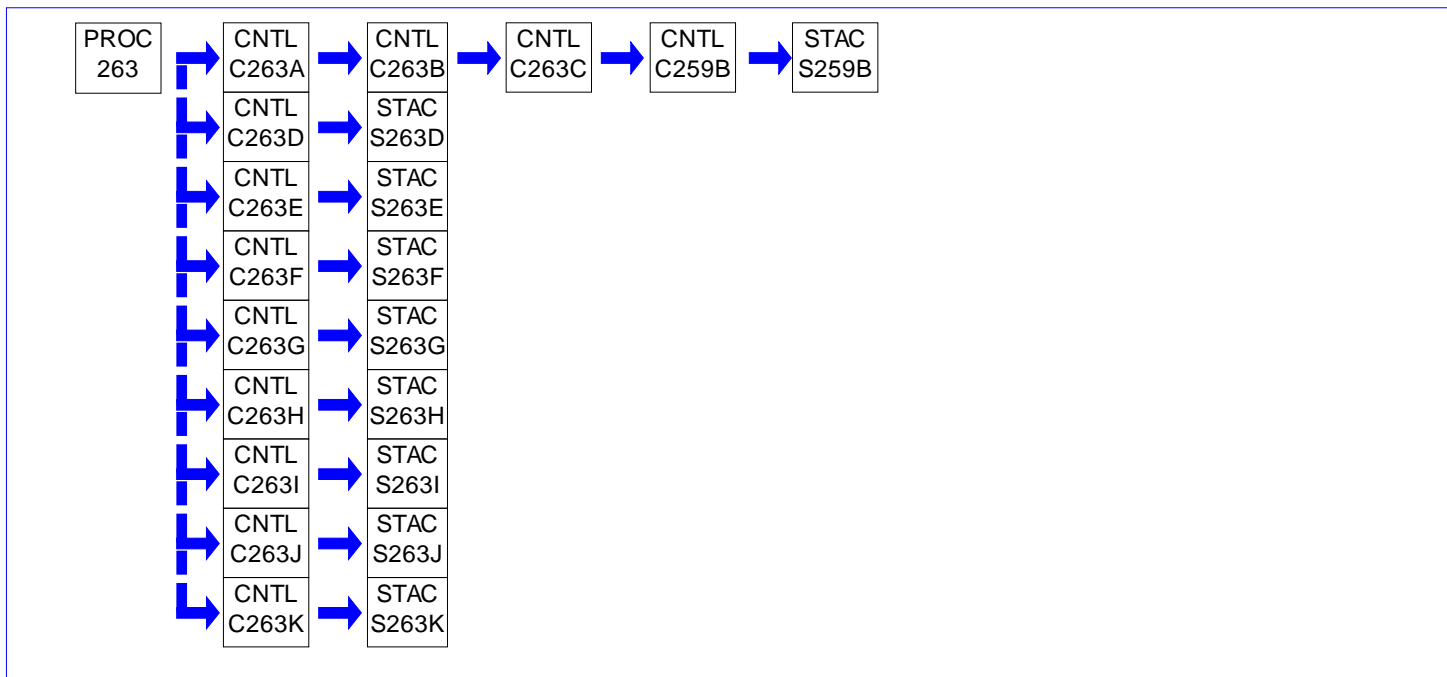 PROC
263
CNTL
C263A
CNTL
C263B
CNTL
C263C
CNTL
C259B
STAC
S259B
CNTL
C263D
STAC
S263D
CNTL
C263E
STAC
S263E
CNTL
C263F
STAC
S263F
CNTL
C263G
STAC
S263G
CNTL
C263H
STAC
S263H
CNTL
C263I
STAC
S263I
CNTL
C263J
STAC
S263J
CNTL
C263K
STAC
S263K